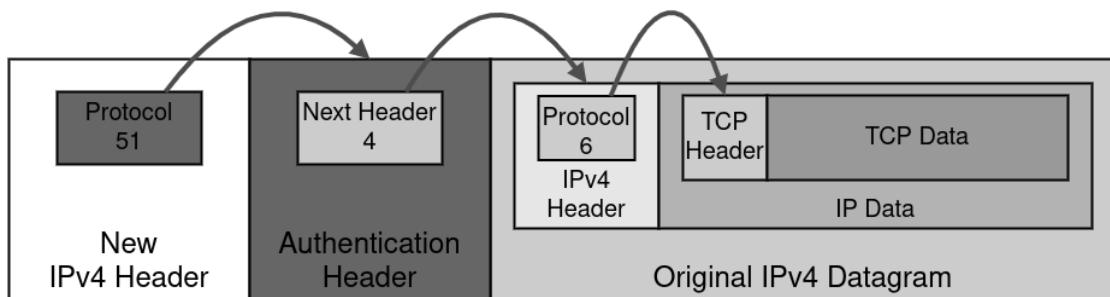 Protocol
51
New
IPv4 Header
Next Header
4
Authentication
Header
Protocol
6
IPv4
Header
TCP
Header
TCP Data
IP Data
Original IPv4 Datagram